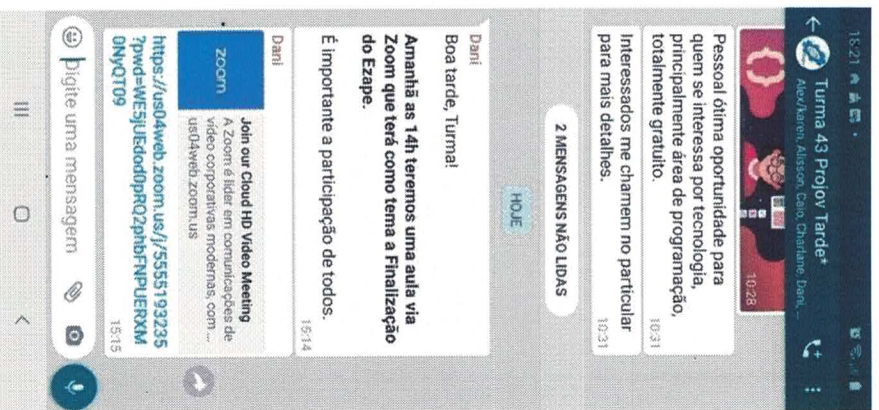 18:21
Turma 43 Projov Tarde*
Alex/karen, Alisson, Caio, Charlane, Dani,...
10:28
Pessoal ótima oportunidade para
quem se interessa por tecnologia,
principalmente área de programação,
totalmente gratuito.
10:31
Interessados me chamem no particular
para mais detalhes.
10:31
2 MENSAGENS NÃO LIDAS
HOJE
Dani
Boa tarde, Turma!
Amanhã as 14h teremos uma aula via
Zoom que terá como tema a Finalização
do Ezape.
É importante a participação de todos.
15:14
Dani
zoom
Join our Cloud HD Video Meeting
A Zoom é líder em comunicações de
vídeo corporativas modernas, com ...
us04web.zoom.us
https://us04web.zoom.us/j/5555193235
?pwd=WE5jUEdod0pRQ2phbFNPUERXM
0NyQT09
15:15
Digite uma mensagem